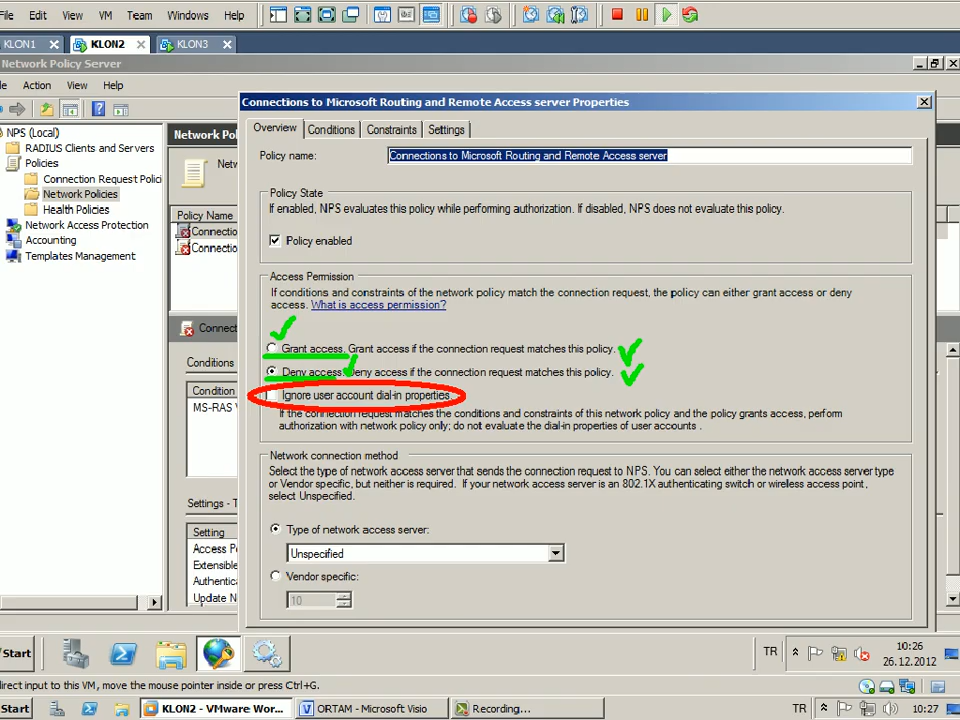 File Edit View VM Team Windows Help
KLON1 KLON2 KLON3
Network Policy Server
Action View Help
Connections to Microsoft Routing and Remote Access server Properties
NPS (Local)
RADIUS Clients and Servers
Policies
Connection Request Polici
Network Policies
Health Policies
Network Access Protection
Accounting
Templates Management
Network Pol
Netw
Policy Name
Connectio
Connectio
Connect
Conditions
Condition
MS-RAS V
Settings - T
Setting
Access Pe
Extensible
Authentica
Update N
Overview Conditions Constraints Settings
Policy name: Connections to Microsoft Routing and Remote Access server
Policy State
If enabled, NPS evaluates this policy while performing authorization. If disabled, NPS does not evaluate this policy.
Policy enabled
Access Permission
If conditions and constraints of the network policy match the connection request, the policy can either grant access or deny
access. What is access permission?
Grant access. Grant access if the connection request matches this policy.
Deny access. Deny access if the connection request matches this policy.
Ignore user account dial-in properties.
If the connection request matches the conditions and constraints of this network policy and the policy grants access, perform
authorization with network policy only; do not evaluate the dial-in properties of user accounts .
Network connection method
Select the type of network access server that sends the connection request to NPS. You can select either the network access server type
or Vendor specific, but neither is required. If your network access server is an 802.1X authenticating switch or wireless access point,
select Unspecified.
Type of network access server:
Unspecified
Vendor specific:
10
Start TR 10:26
26.12.2012
direct input to this VM, move the mouse pointer inside or press Ctrl+G.
Start KLON2 - VMware Wor... ORTAM - Microsoft Visio Recording... TR 10:27